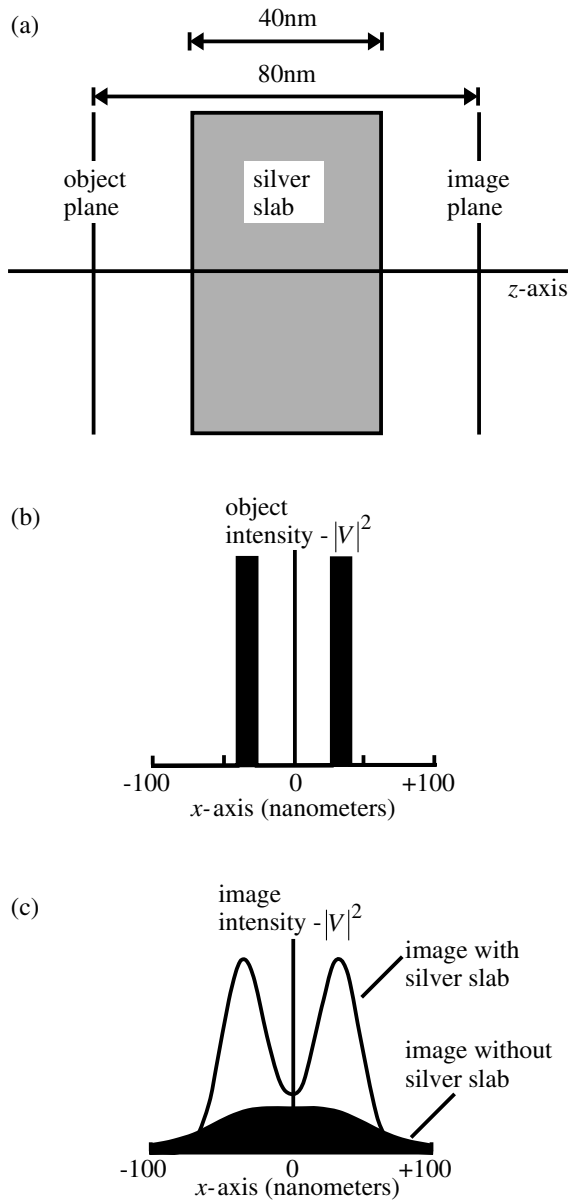 (a)
40nm
80nm
object
plane
silver
slab
image
plane
z-axis
(b)
object
intensity - |V|²
-100
0
+100
x-axis (nanometers)
(c)
image
intensity -|V|²
image with
silver slab
image without
silver slab
-100
0
+100
x-axis (nanometers)